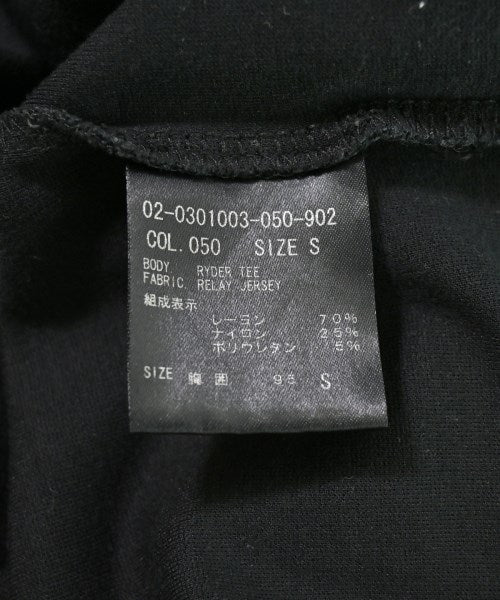 02-0301003-050-902
COL.050 SIZE S
BODY RYDER TEE
FABRIC RELAY JERSEY
組成表示
レーヨン 70%
ナイロン 25%
ポリウレタン 5%
SIZE 胸囲 95 S